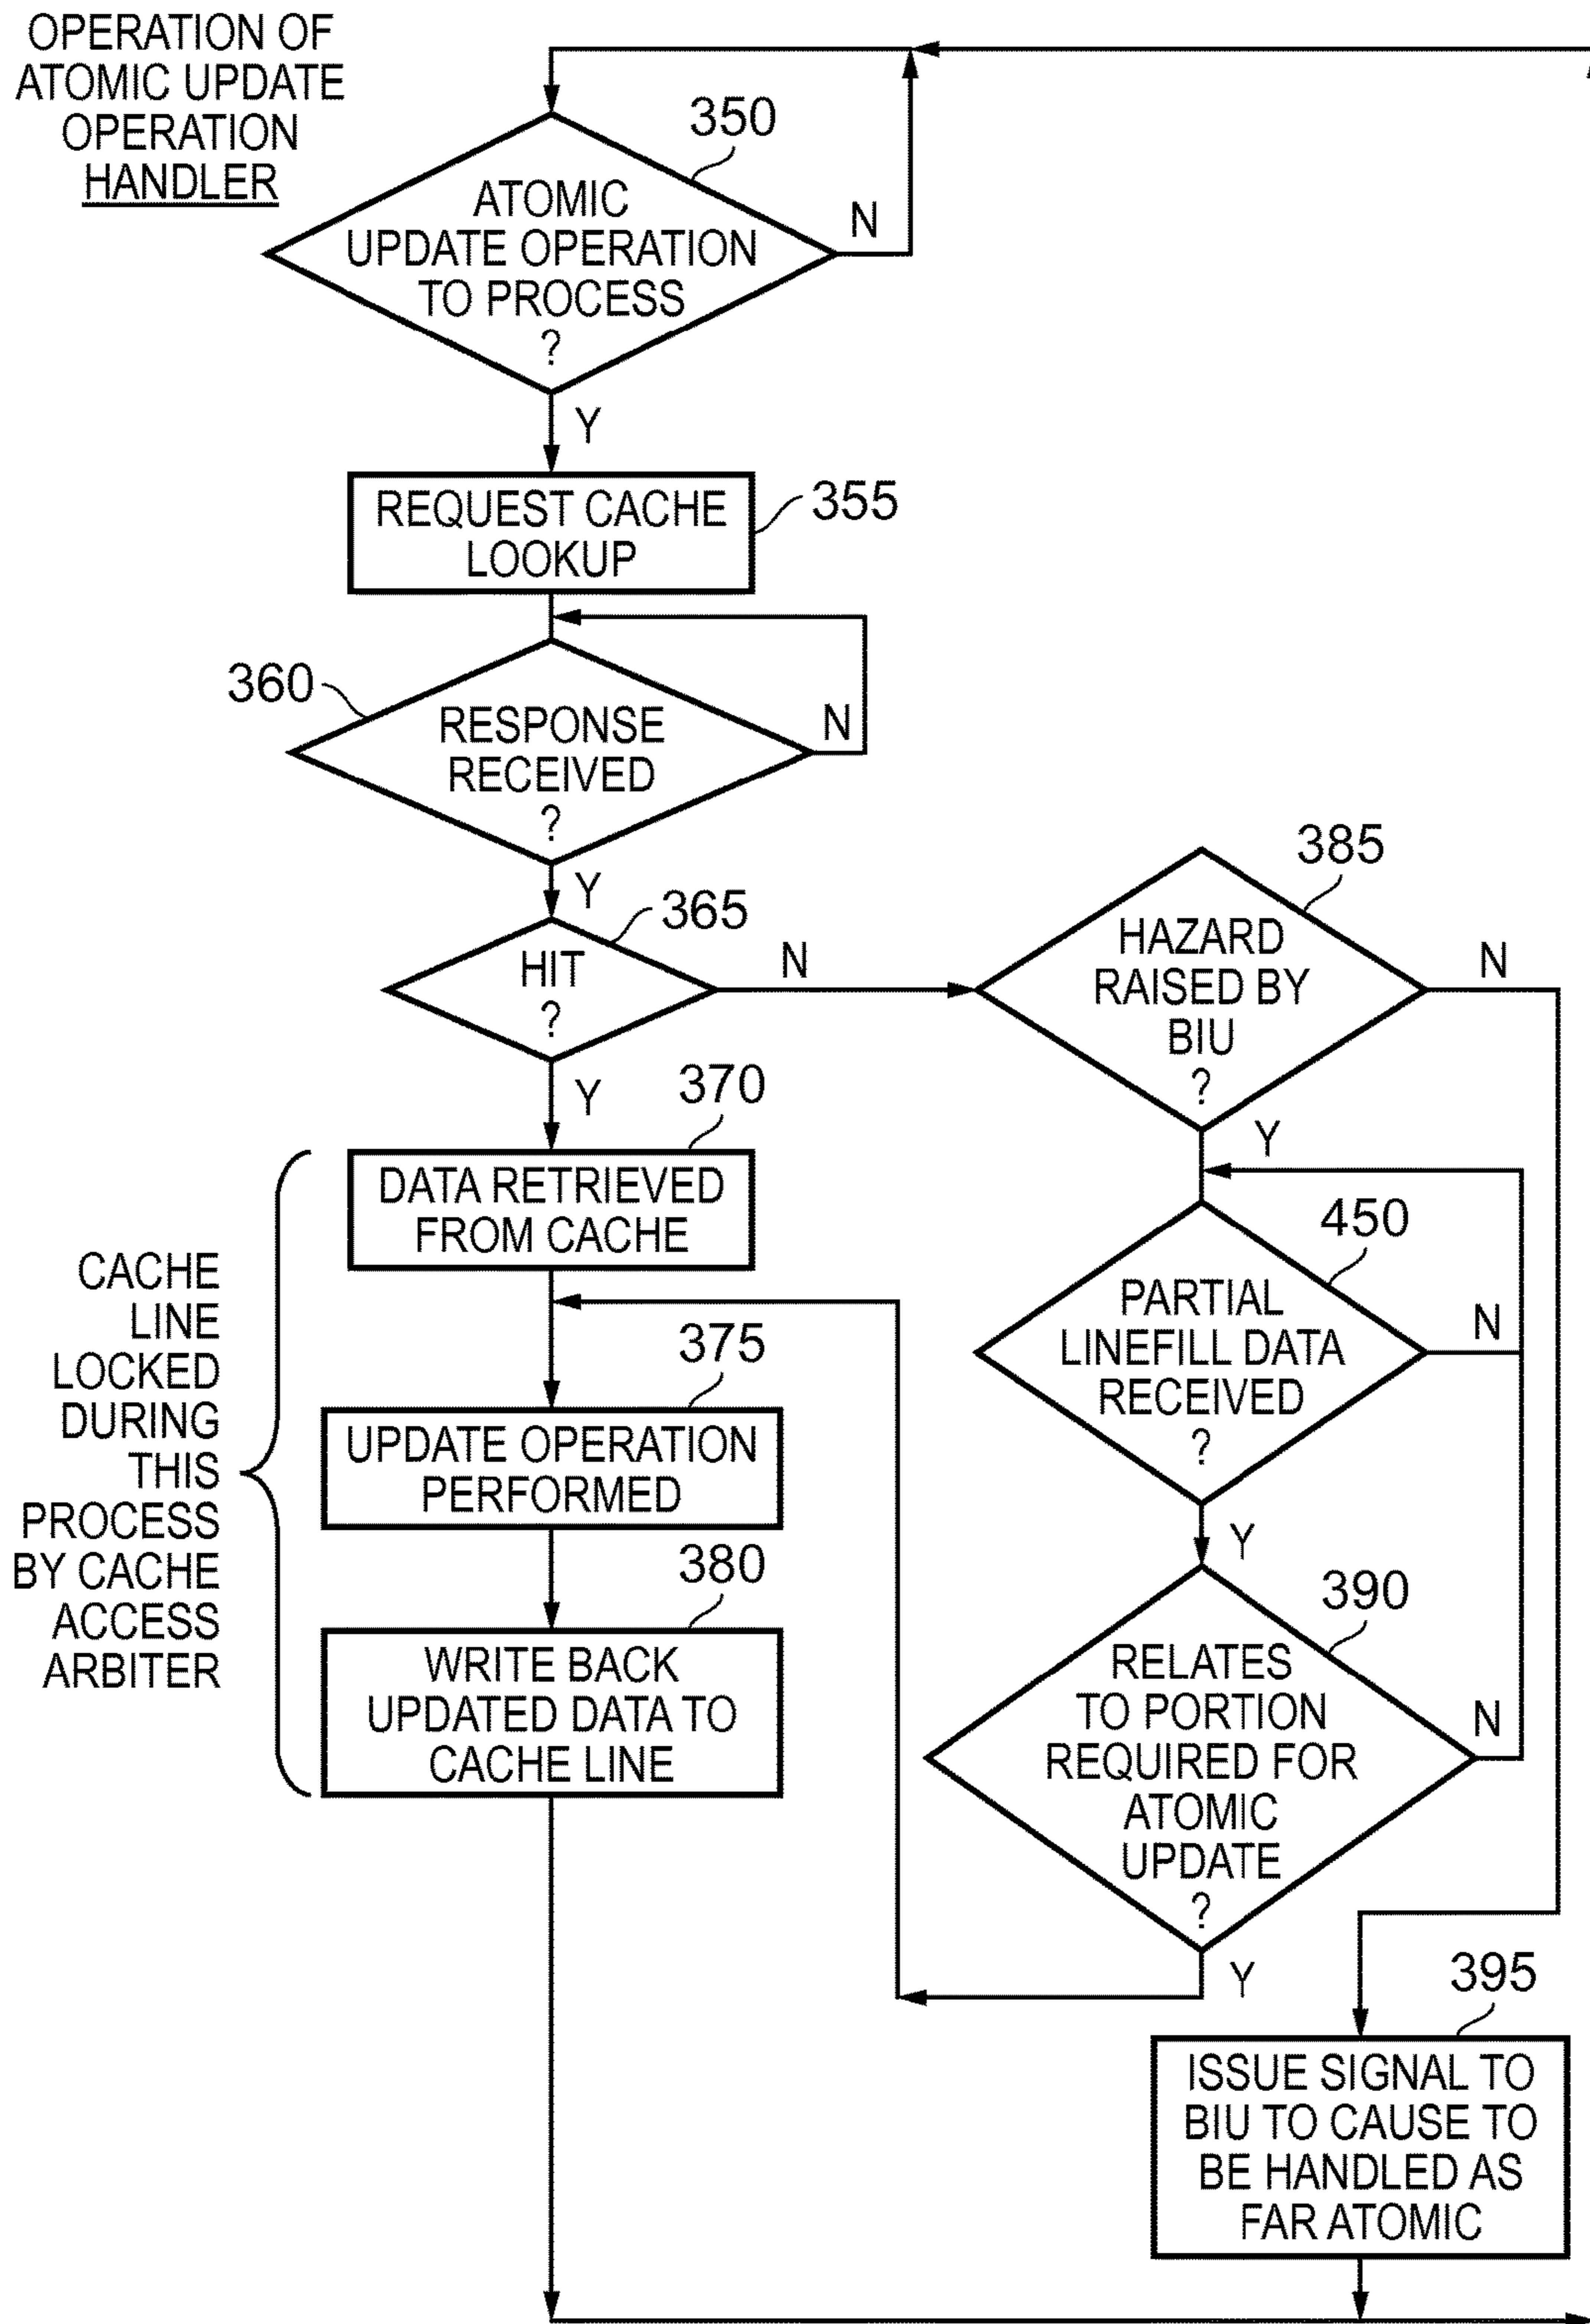 OPERATION OF
ATOMIC UPDATE
OPERATION
HANDLER
350
ATOMIC
UPDATE OPERATION
TO PROCESS
?
N
Y
REQUEST CACHE
LOOKUP
355
360
RESPONSE
RECEIVED
?
N
Y
365
HIT
?
N
Y
385
HAZARD
RAISED BY
BIU
?
N
Y
370
DATA RETRIEVED
FROM CACHE
CACHE
LINE
LOCKED
DURING
THIS
PROCESS
BY CACHE
ACCESS
ARBITER
375
UPDATE OPERATION
PERFORMED
380
WRITE BACK
UPDATED DATA TO
CACHE LINE
450
PARTIAL
LINEFILL DATA
RECEIVED
?
N
Y
390
RELATES
TO PORTION
REQUIRED FOR
ATOMIC
UPDATE
?
N
Y
395
ISSUE SIGNAL TO
BIU TO CAUSE TO
BE HANDLED AS
FAR ATOMIC